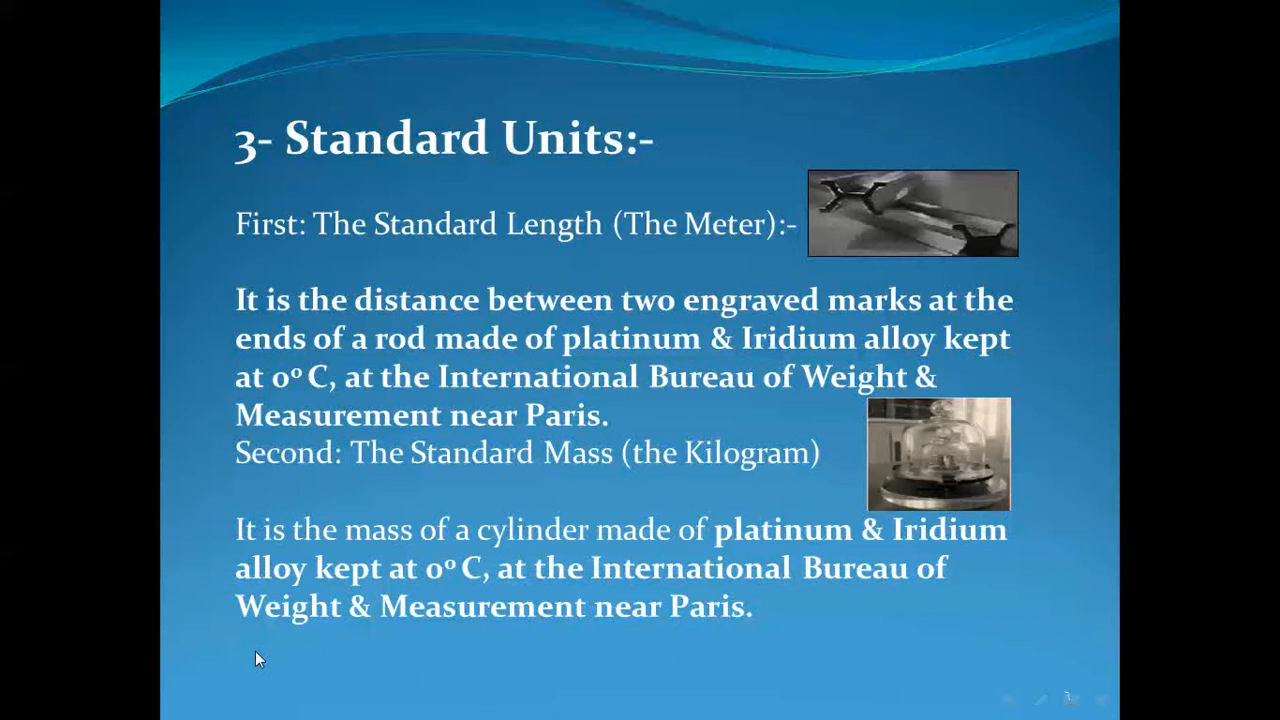 3- Standard Units:-
First: The Standard Length (The Meter):-
It is the distance between two engraved marks at the
ends of a rod made of platinum & Iridium alloy kept
at 0º C, at the International Bureau of Weight &
Measurement near Paris.
Second: The Standard Mass (the Kilogram)
It is the mass of a cylinder made of platinum & Iridium
alloy kept at 0º C, at the International Bureau of
Weight & Measurement near Paris.
3